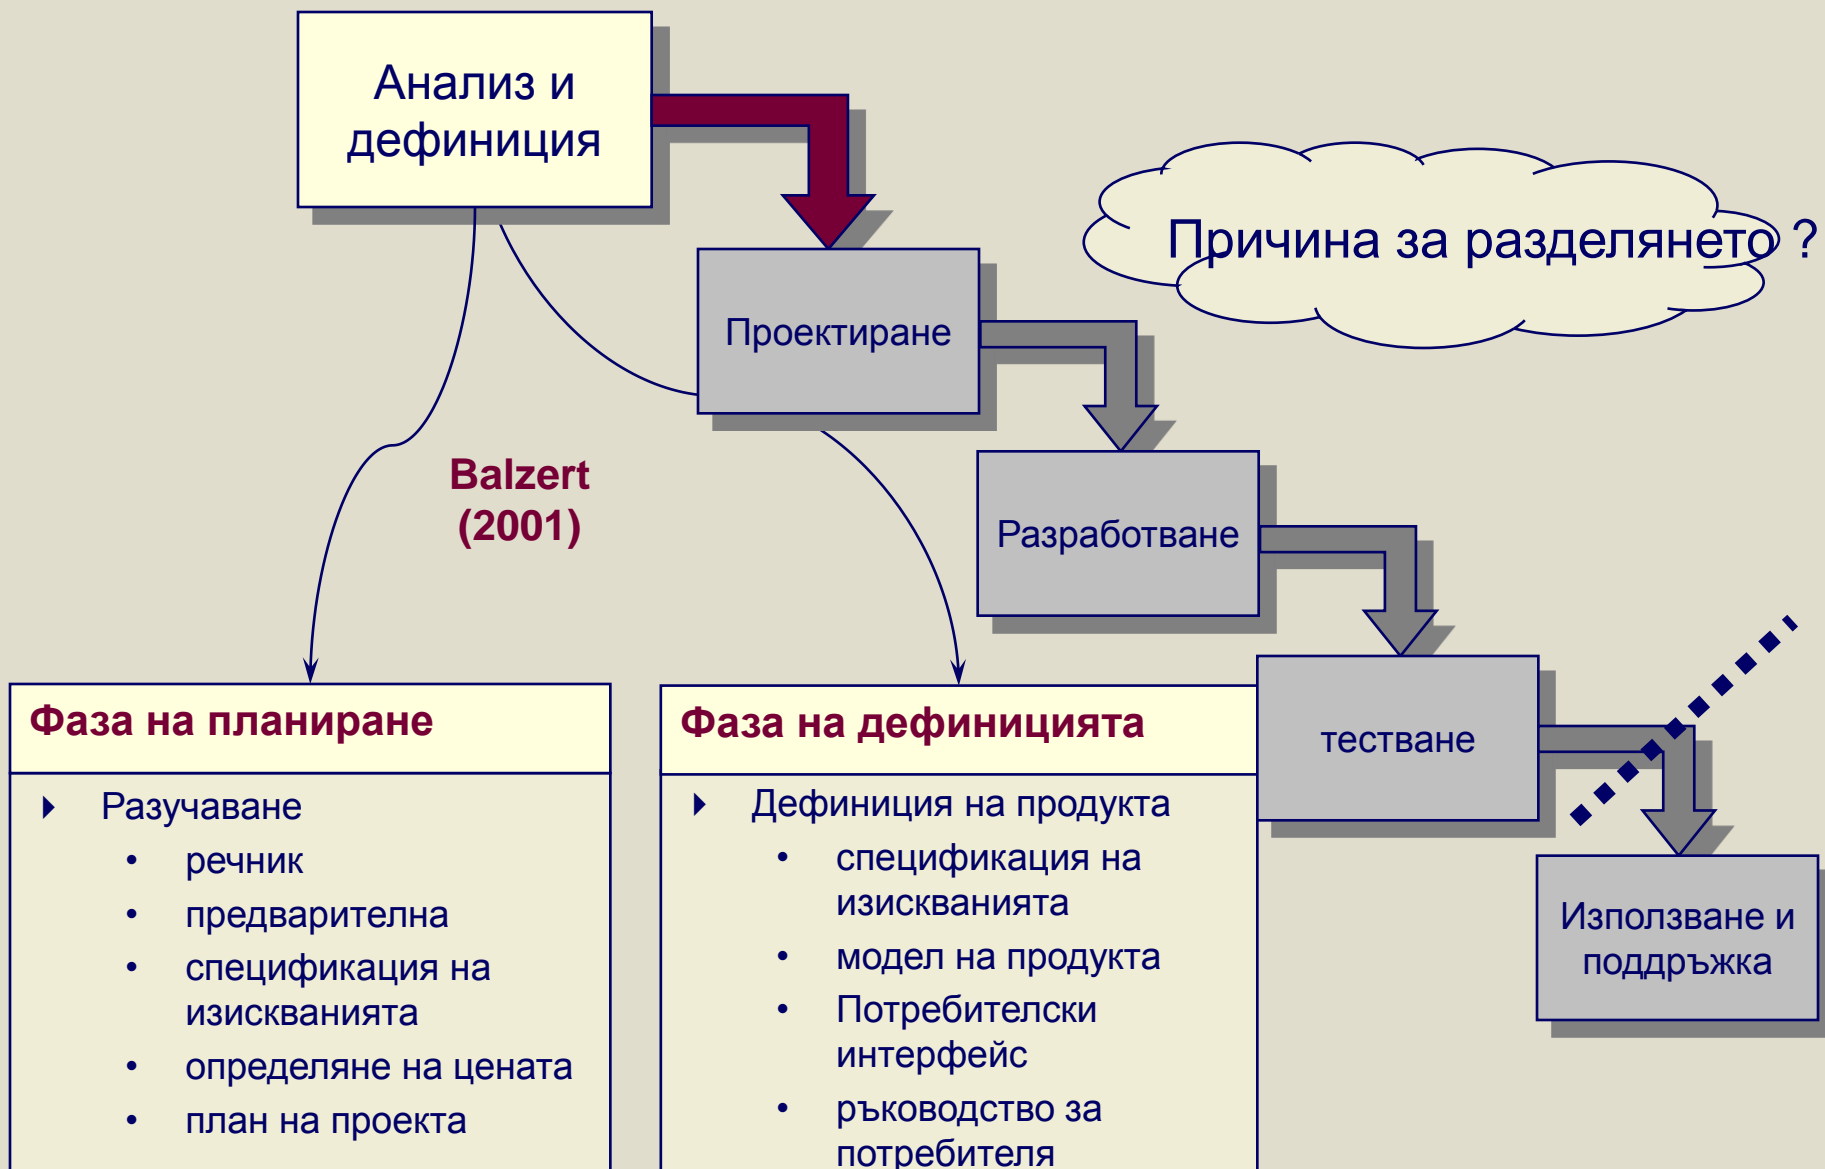 Анализ и
дефиниция
Причина за разделянето ?
Проектиране
Balzert
(2001)
Разработване
тестване
Използване и
поддръжка
Фаза на планиране
Разучаване
• речник
• предварителна
• спецификация на
изискванията
• определяне на цената
• план на проекта
Фаза на дефиницията
Дефиниция на продукта
• спецификация на
изискванията
• модел на продукта
• Потребителски
интерфейс
• ръководство за
потребителя